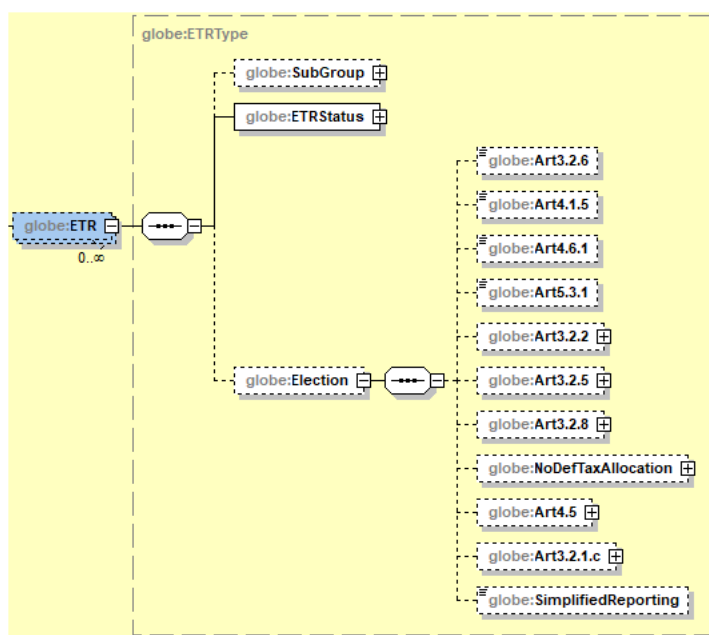 globe:ETRType
globe:SubGroup
globe:ETRStatus
globe:Art3.2.6
globe:Art4.1.5
globe:ETR
globe:Art4.6.1
0..∞
globe:Art5.3.1
globe:Art3.2.2
globe:Election
globe:Art3.2.5
globe:Art3.2.8
globe:NoDefTaxAllocation
globe:Art4.5
globe:Art3.2.1.c
globe:SimplifiedReporting